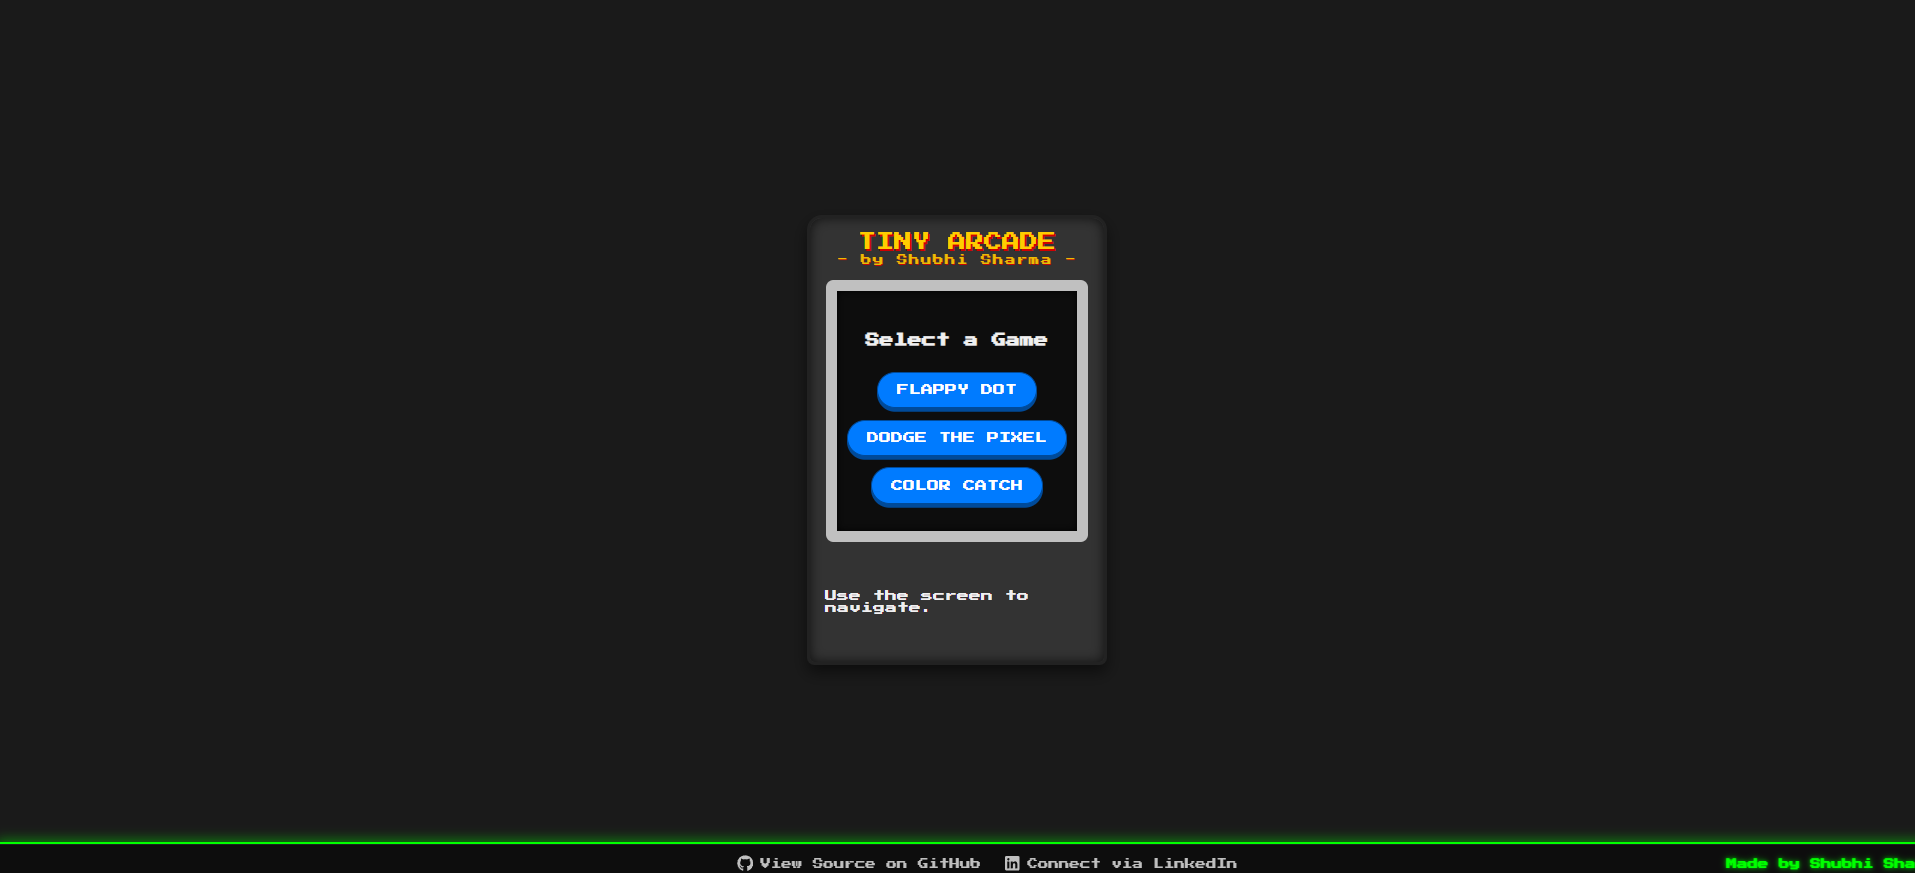 TINY ARCADE
- by Shubhi Sharma -
Select a Game
FLAPPY DOT
DODGE THE PIXEL
COLOR CATCH
Use the screen to
navigate.
View Source on GitHub
Connect via LinkedIn
Made by Shubhi Sha